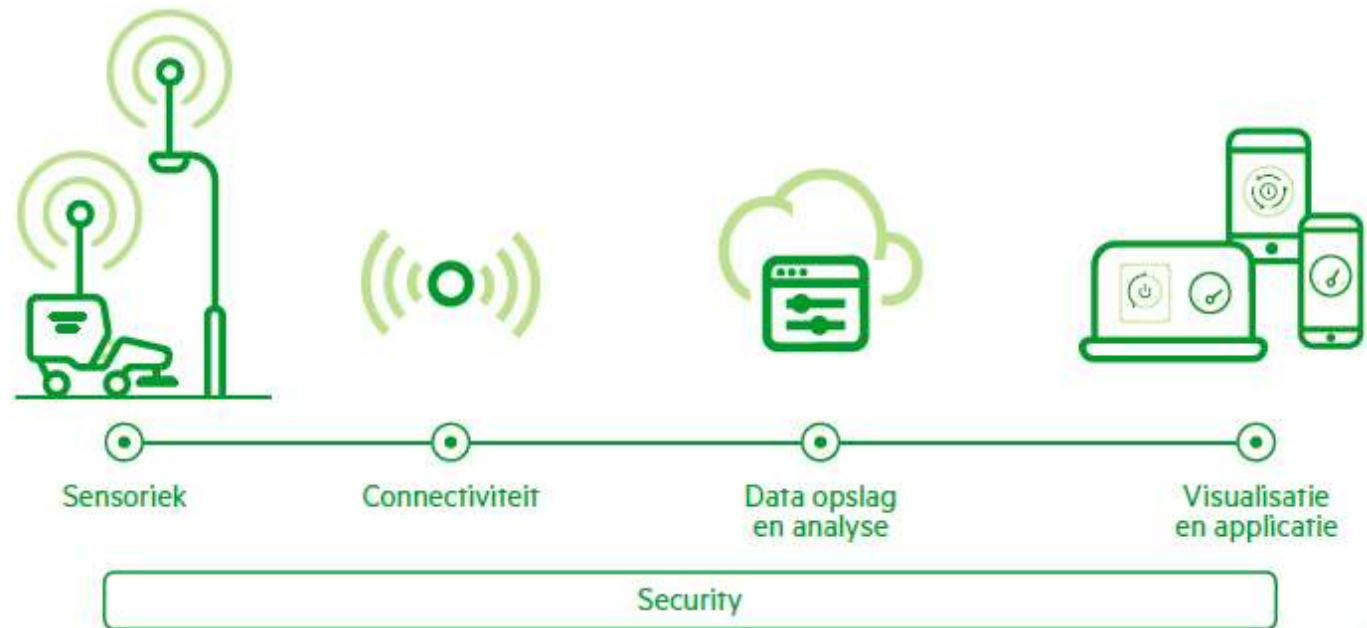 Sensoriek
Connectiviteit
Data opslag
en analyse
Visualisatie
en applicatie
Security